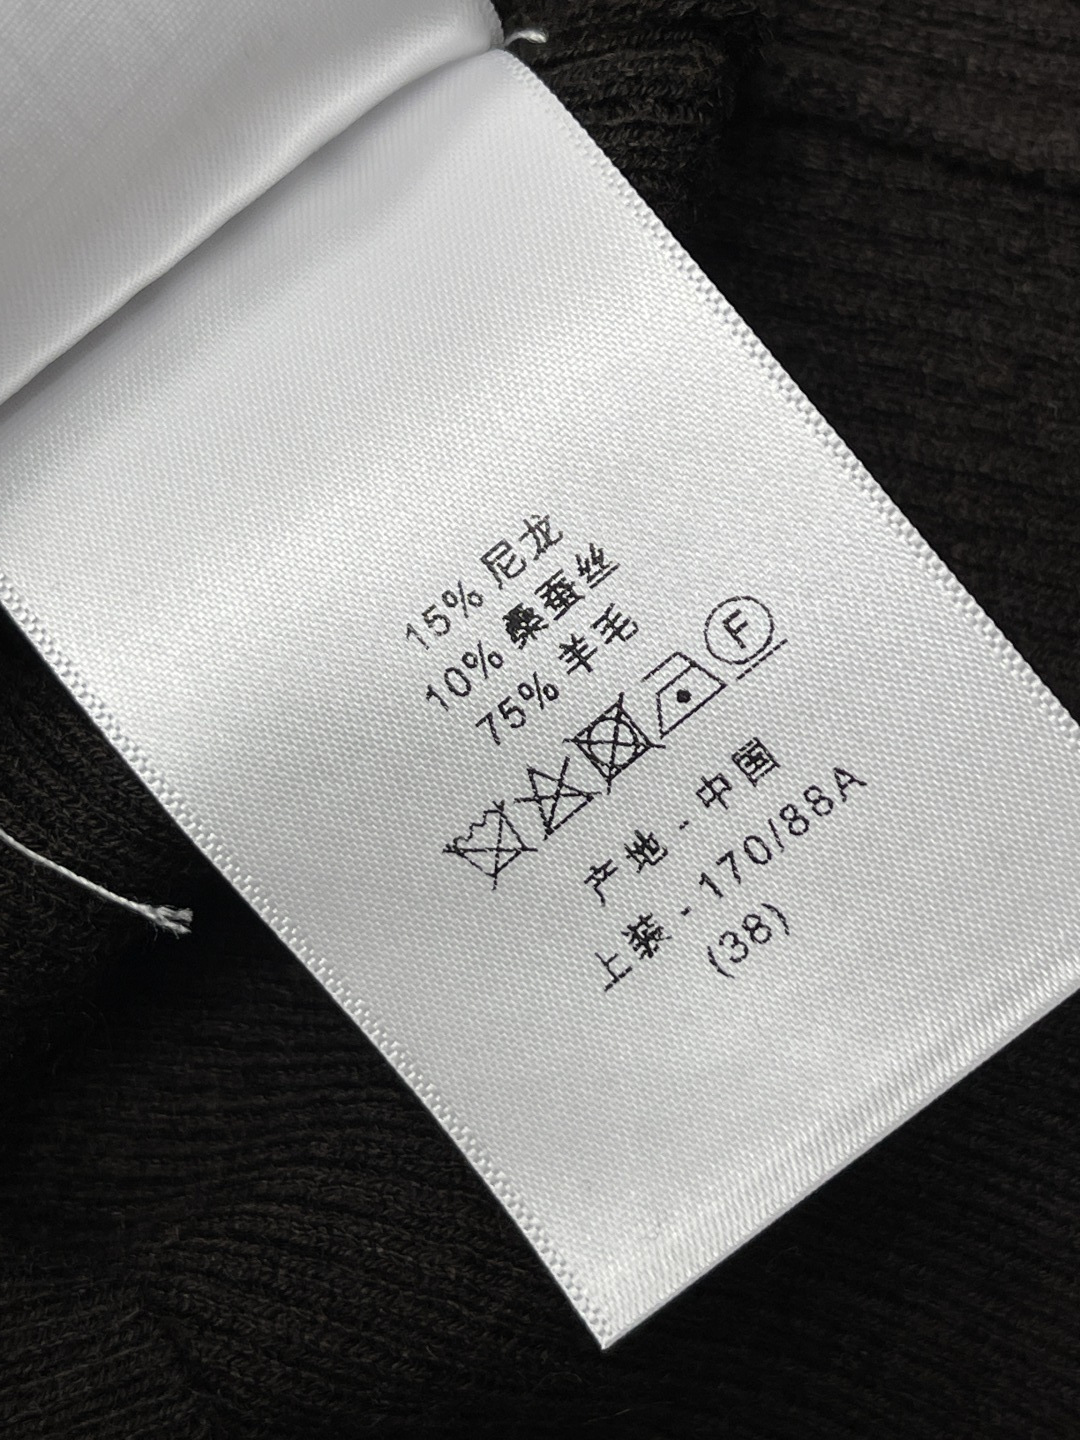 15% 尼龙
10% 桑蚕丝
75% 羊毛
F
产地 - 中国
上装 - 170/88A
(38)